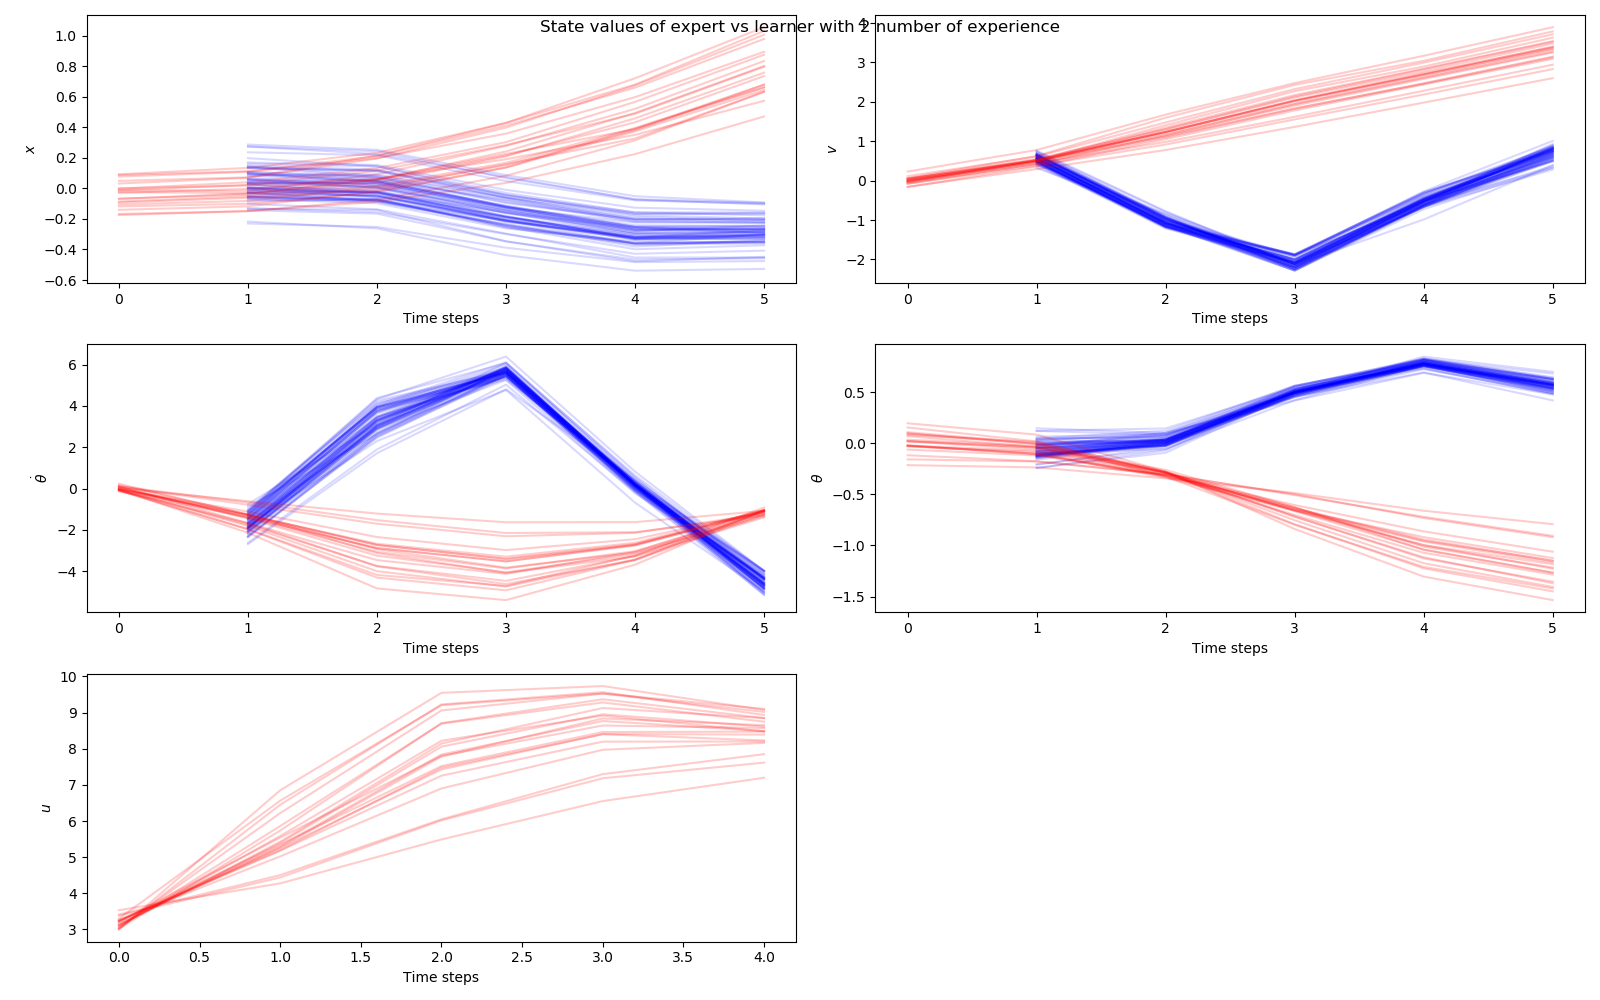 State values of expert vs learner with 2 number of experience
1.0
0.8
0.6
0.4
0.2
0.0
−0.2
−0.4
−0.6
x
0 1 2 3 4 5
Time steps
4
3
2
1
0
−1
−2
v
0 1 2 3 4 5
Time steps
6
4
2
0
−2
−4
θ̇
0 1 2 3 4 5
Time steps
0.5
0.0
−0.5
−1.0
−1.5
θ
0 1 2 3 4 5
Time steps
10
9
8
7
6
5
4
3
u
0.0 0.5 1.0 1.5 2.0 2.5 3.0 3.5 4.0
Time steps